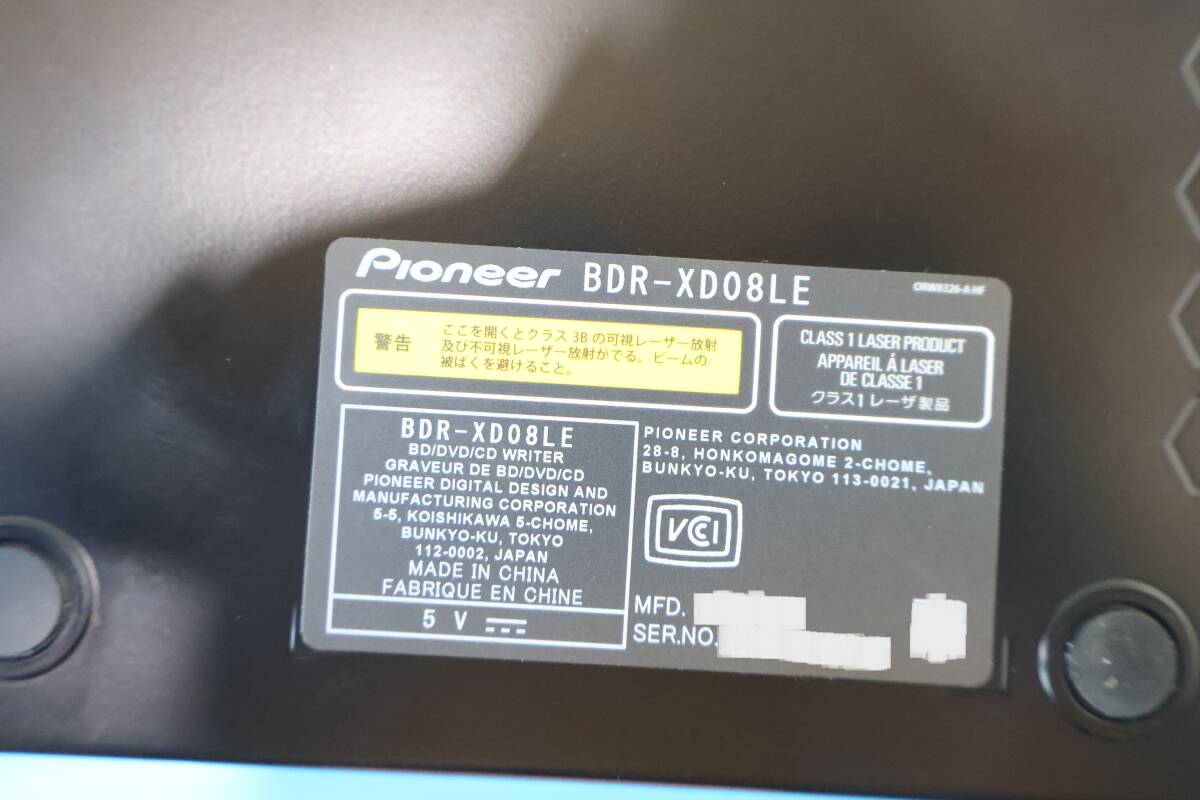 Pioneer BDR-XD08LE
ORW8326-A HF
警告
ここを開くとクラス 3B の可視レーザー放射
及び不可視レーザー放射がでる。ビームの
被ばくを避けること。
CLASS 1 LASER PRODUCT
APPAREIL Á LASER
DE CLASSE 1
クラス1 レーザ製品
BDR-XD08LE
BD/DVD/CD WRITER
GRAVEUR DE BD/DVD/CD
PIONEER DIGITAL DESIGN AND
MANUFACTURING CORPORATION
5-5, KOISHIKAWA 5-CHOME,
BUNKYO-KU, TOKYO
112-0002, JAPAN
MADE IN CHINA
FABRIQUE EN CHINE
5 V
PIONEER CORPORATION
28-8, HONKOMAGOME 2-CHOME,
BUNKYO-KU, TOKYO 113-0021, JAPAN
VCCI
MFD.
SER.NO.